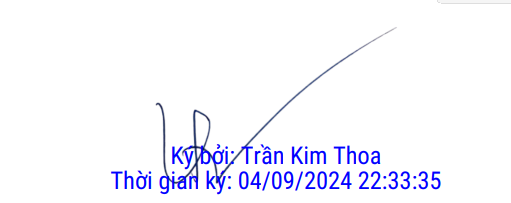 Ký bởi: Trần Kim Thoa
Thời gian ký: 04/09/2024 22:33:35